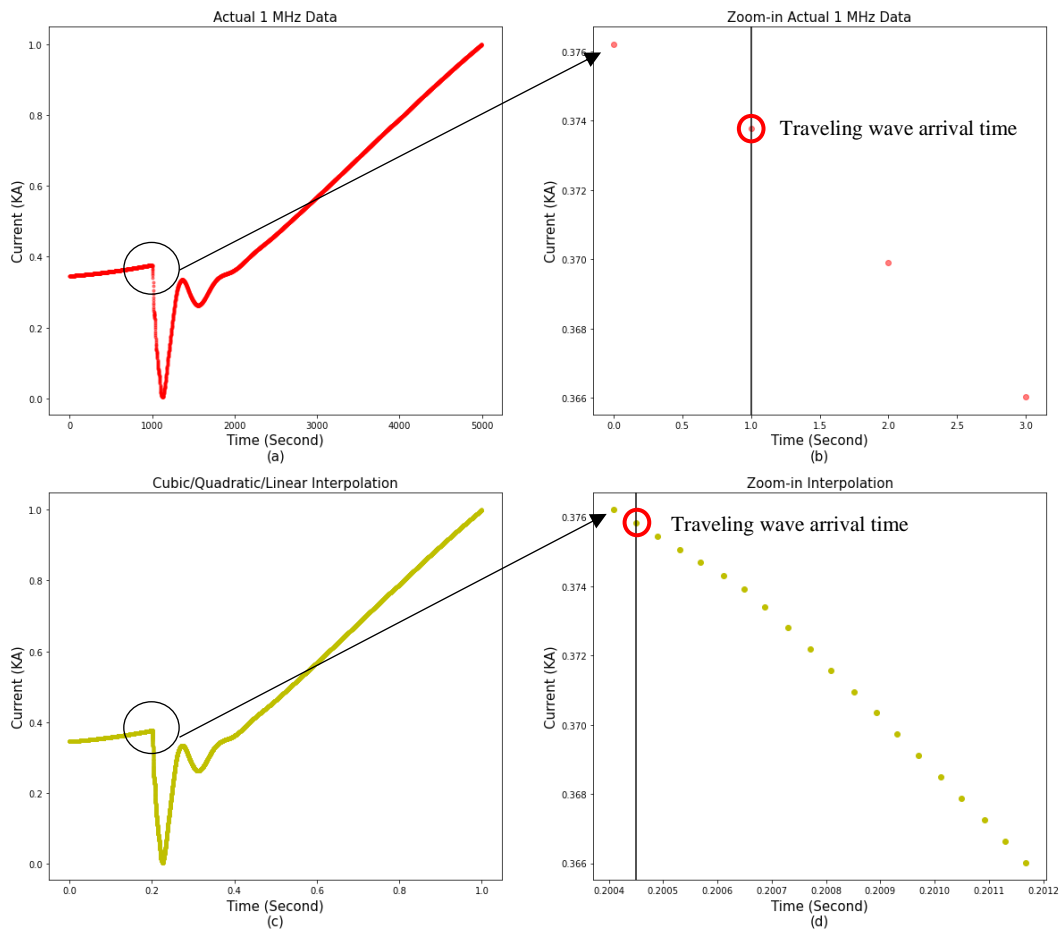 Actual 1 MHz Data
1.0
0.8
0.6
0.4
0.2
0.0
Current (KA)
0
1000
2000
3000
4000
5000
Time (Second)
(a)
Zoom-in Actual 1 MHz Data
0.376
0.374
0.372
0.370
0.368
0.366
Current (KA)
Traveling wave arrival time
0.0
0.5
1.0
1.5
2.0
2.5
3.0
Time (Second)
(b)
Cubic/Quadratic/Linear Interpolation
1.0
0.8
0.6
0.4
0.2
0.0
Current (KA)
0.0
0.2
0.4
0.6
0.8
1.0
Time (Second)
(c)
Zoom-in Interpolation
0.376
0.374
0.372
0.370
0.368
0.366
Current (KA)
Traveling wave arrival time
0.2004
0.2005
0.2006
0.2007
0.2008
0.2009
0.2010
0.2011
0.2012
Time (Second)
(d)